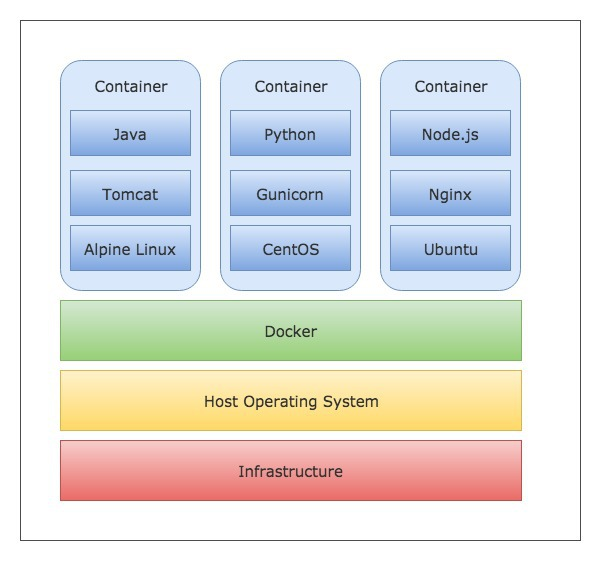 Container
Java
Tomcat
Alpine Linux
Container
Python
Gunicorn
CentOS
Container
Node.js
Nginx
Ubuntu
Docker
Host Operating System
Infrastructure